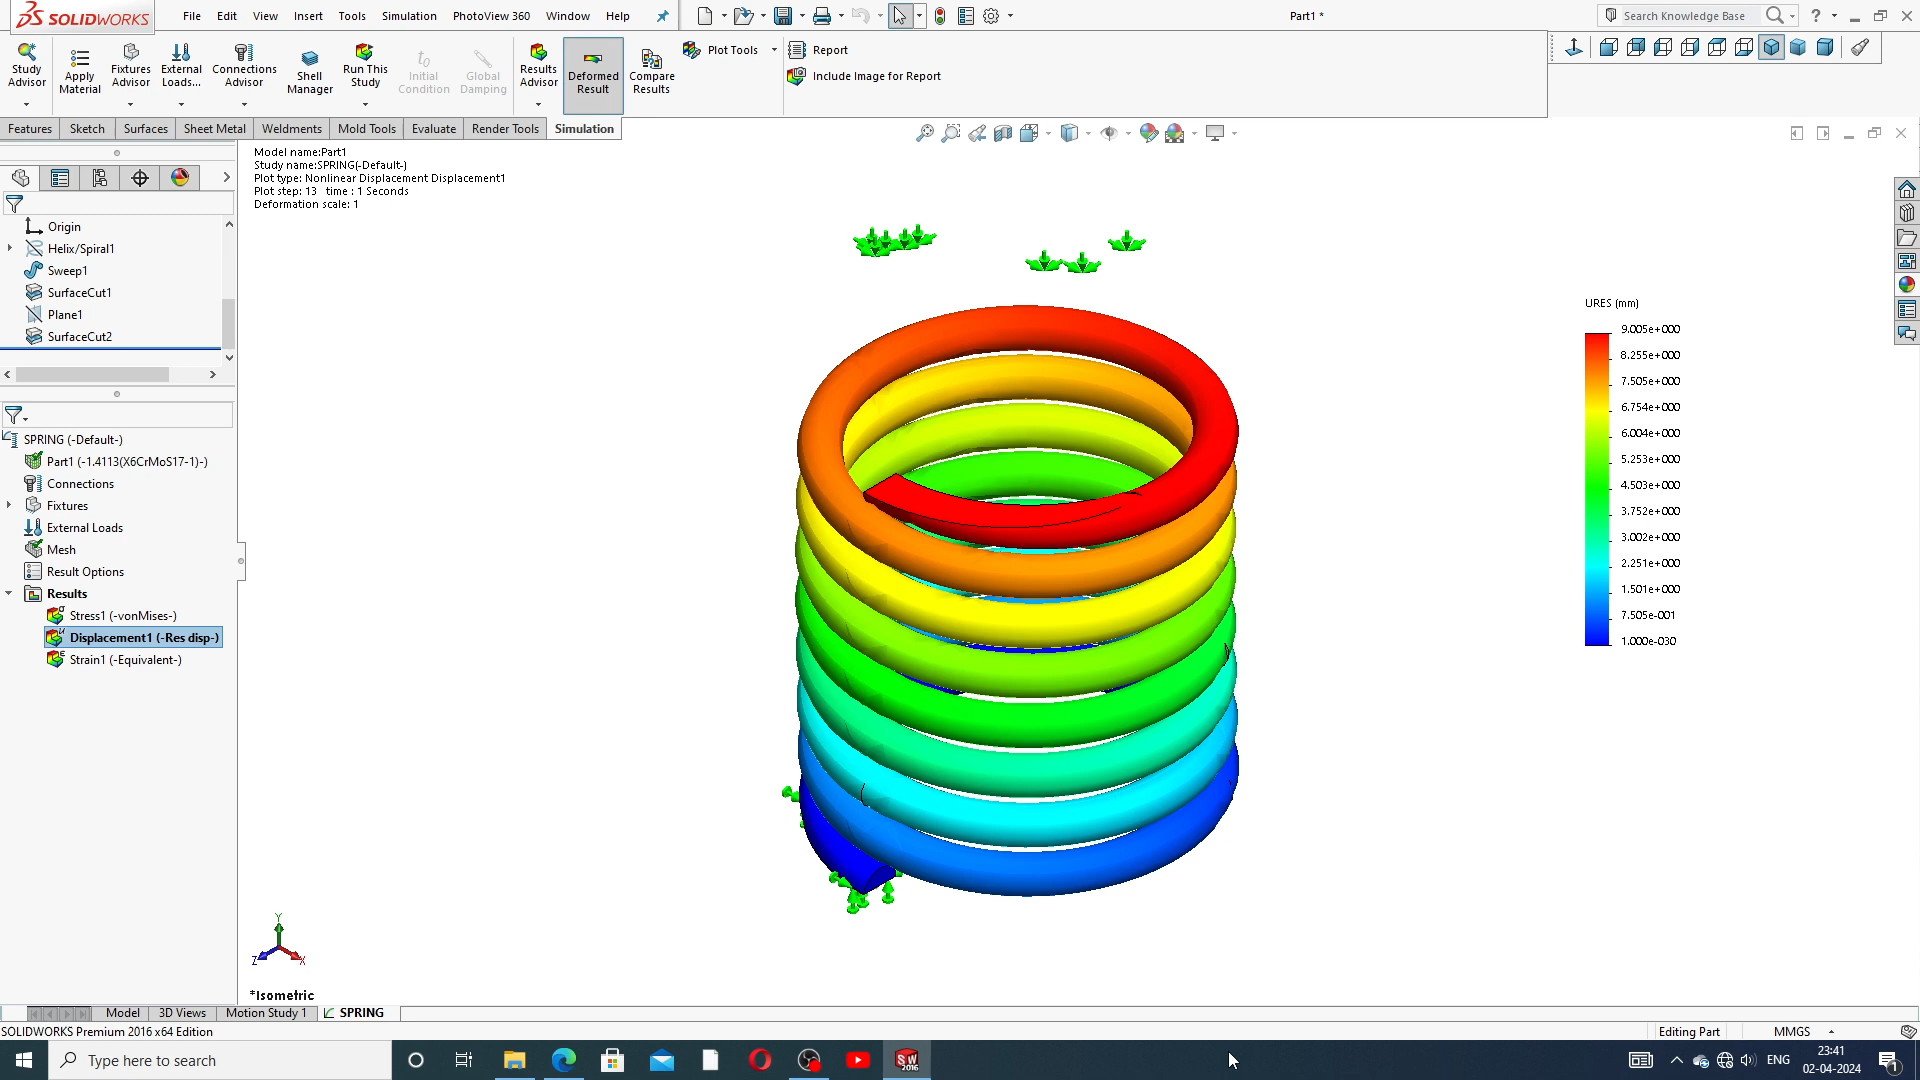 SOLIDWORKS File Edit View Insert Tools Simulation PhotoView 360 Window Help Part1 * Search Knowledge Base ?
Study Advisor
Apply Material
Fixtures Advisor
External Loads...
Connections Advisor
Shell Manager
Run This Study
Initial Condition
Global Damping
Results Advisor
Deformed Result
Compare Results
Plot Tools
Report
Include Image for Report
Features Sketch Surfaces Sheet Metal Weldments Mold Tools Evaluate Render Tools Simulation
Model name:Part1
Study name:SPRING(-Default-)
Plot type: Nonlinear Displacement Displacement1
Plot step: 13 time : 1 Seconds
Deformation scale: 1
Origin
Helix/Spiral1
Sweep1
SurfaceCut1
Plane1
SurfaceCut2
SPRING (-Default-)
Part1 (-1.4113(X6CrMoS17-1)-)
Connections
Fixtures
External Loads
Mesh
Result Options
Results
Stress1 (-vonMises-)
Displacement1 (-Res disp-)
Strain1 (-Equivalent-)
URES (mm)
9.005e+000
8.255e+000
7.505e+000
6.754e+000
6.004e+000
5.253e+000
4.503e+000
3.752e+000
3.002e+000
2.251e+000
1.501e+000
7.505e-001
1.000e-030
Y
Z X
*Isometric
Model 3D Views Motion Study 1 SPRING
SOLIDWORKS Premium 2016 x64 Edition Editing Part MMGS
Type here to search SW 2016 ENG 23:41
02-04-2024 1